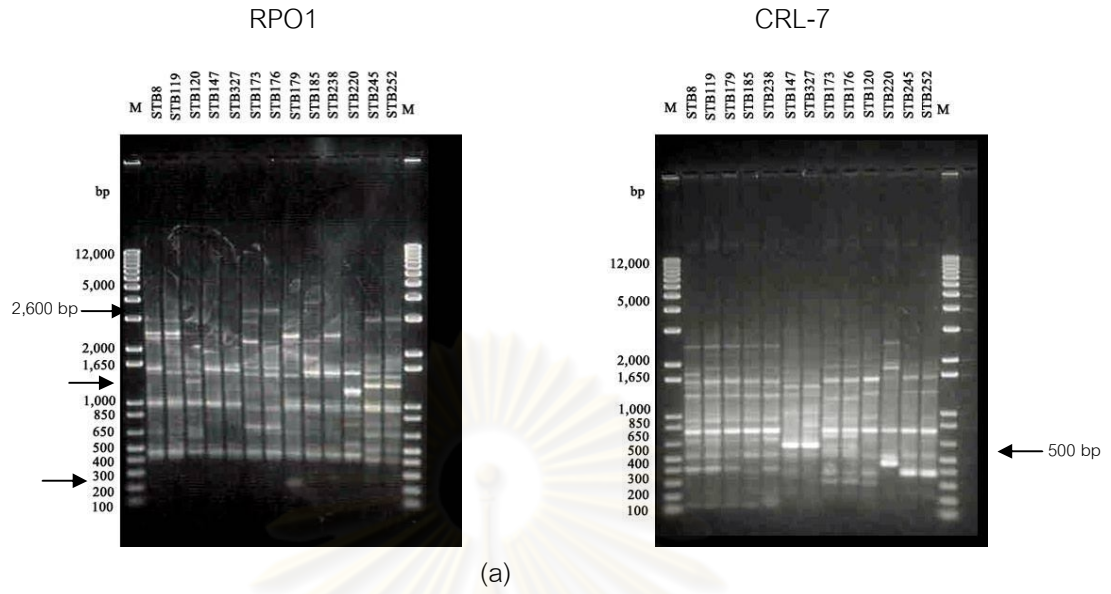 RPO1
CRL-7
M STB8 STB119 STB120 STB147 STB327 STB173 STB176 STB179 STB185 STB238 STB220 STB245 STB252 M
M STB8 STB119 STB179 STB185 STB238 STB147 STB327 STB173 STB176 STB120 STB220 STB245 STB252 M
bp
12,000
5,000
2,600 bp
2,000
1,650
1,000
850
650
500
400
300
200
100
bp
12,000
5,000
2,000
1,650
1,000
850
650
500
400
300
200
100
500 bp
(a)